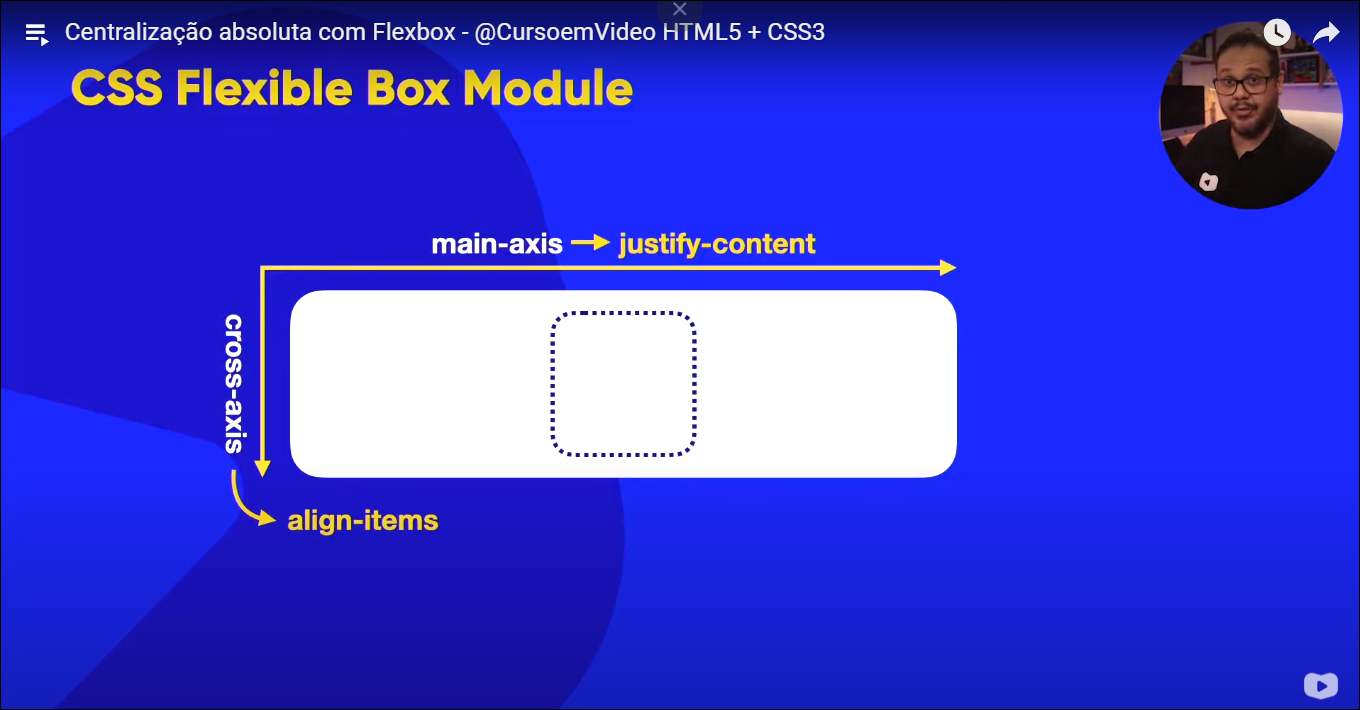 Centralização absoluta com Flexbox - @CursoemVideo HTML5 + CSS3
CSS Flexible Box Module
main-axis justify-content
cross-axis
align-items